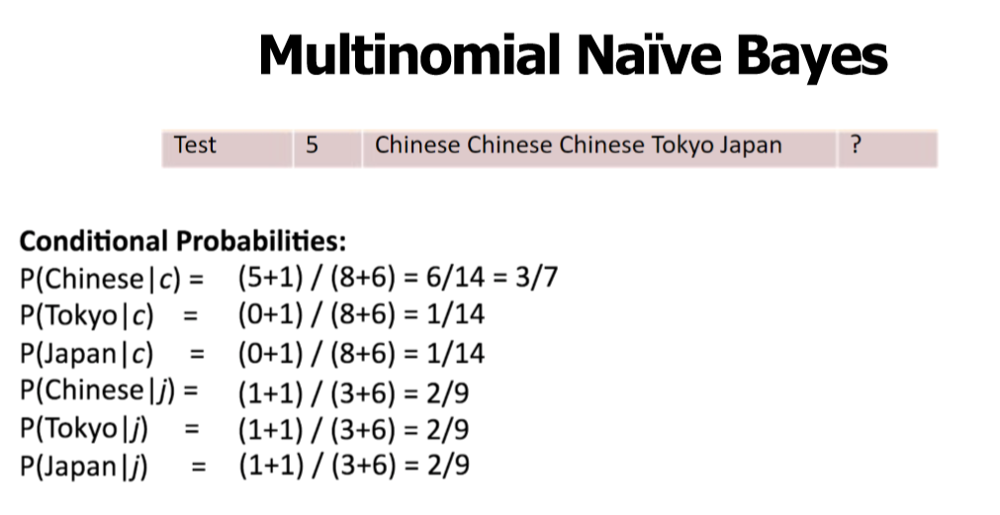 Multinomial Naïve Bayes
Test 5 Chinese Chinese Chinese Tokyo Japan ?
Conditional Probabilities:
P(Chinese|c) = (5+1) / (8+6) = 6/14 = 3/7
P(Tokyo|c) = (0+1) / (8+6) = 1/14
P(Japan|c) = (0+1) / (8+6) = 1/14
P(Chinese|j) = (1+1) / (3+6) = 2/9
P(Tokyo|j) = (1+1) / (3+6) = 2/9
P(Japan|j) = (1+1) / (3+6) = 2/9